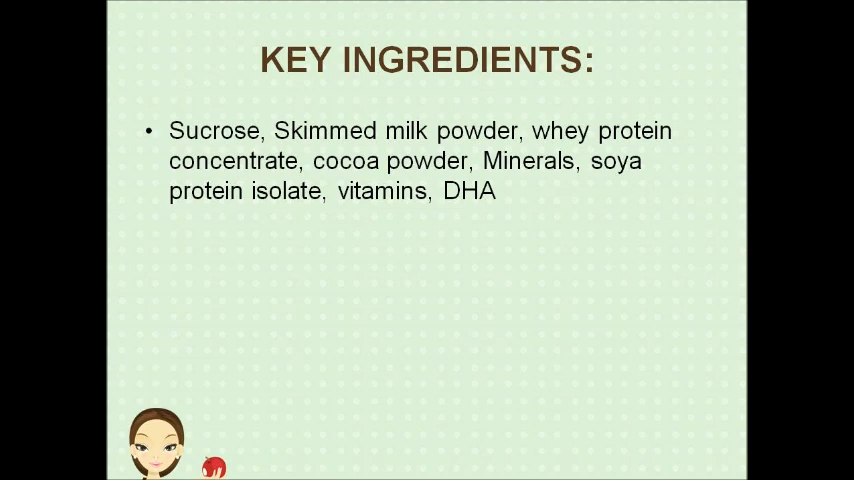 KEY INGREDIENTS:
• Sucrose, Skimmed milk powder, whey protein
concentrate, cocoa powder, Minerals, soya
protein isolate, vitamins, DHA